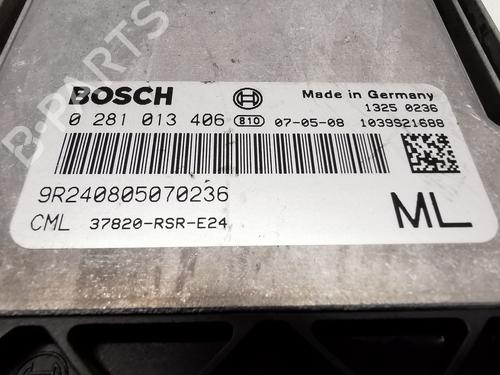 BOSCH Made in Germany
1325 0236
0 281 013 406 810 07-05-08 1039921688
9R240805070236
CML 37820-RSR-E24 ML
B-PARTS